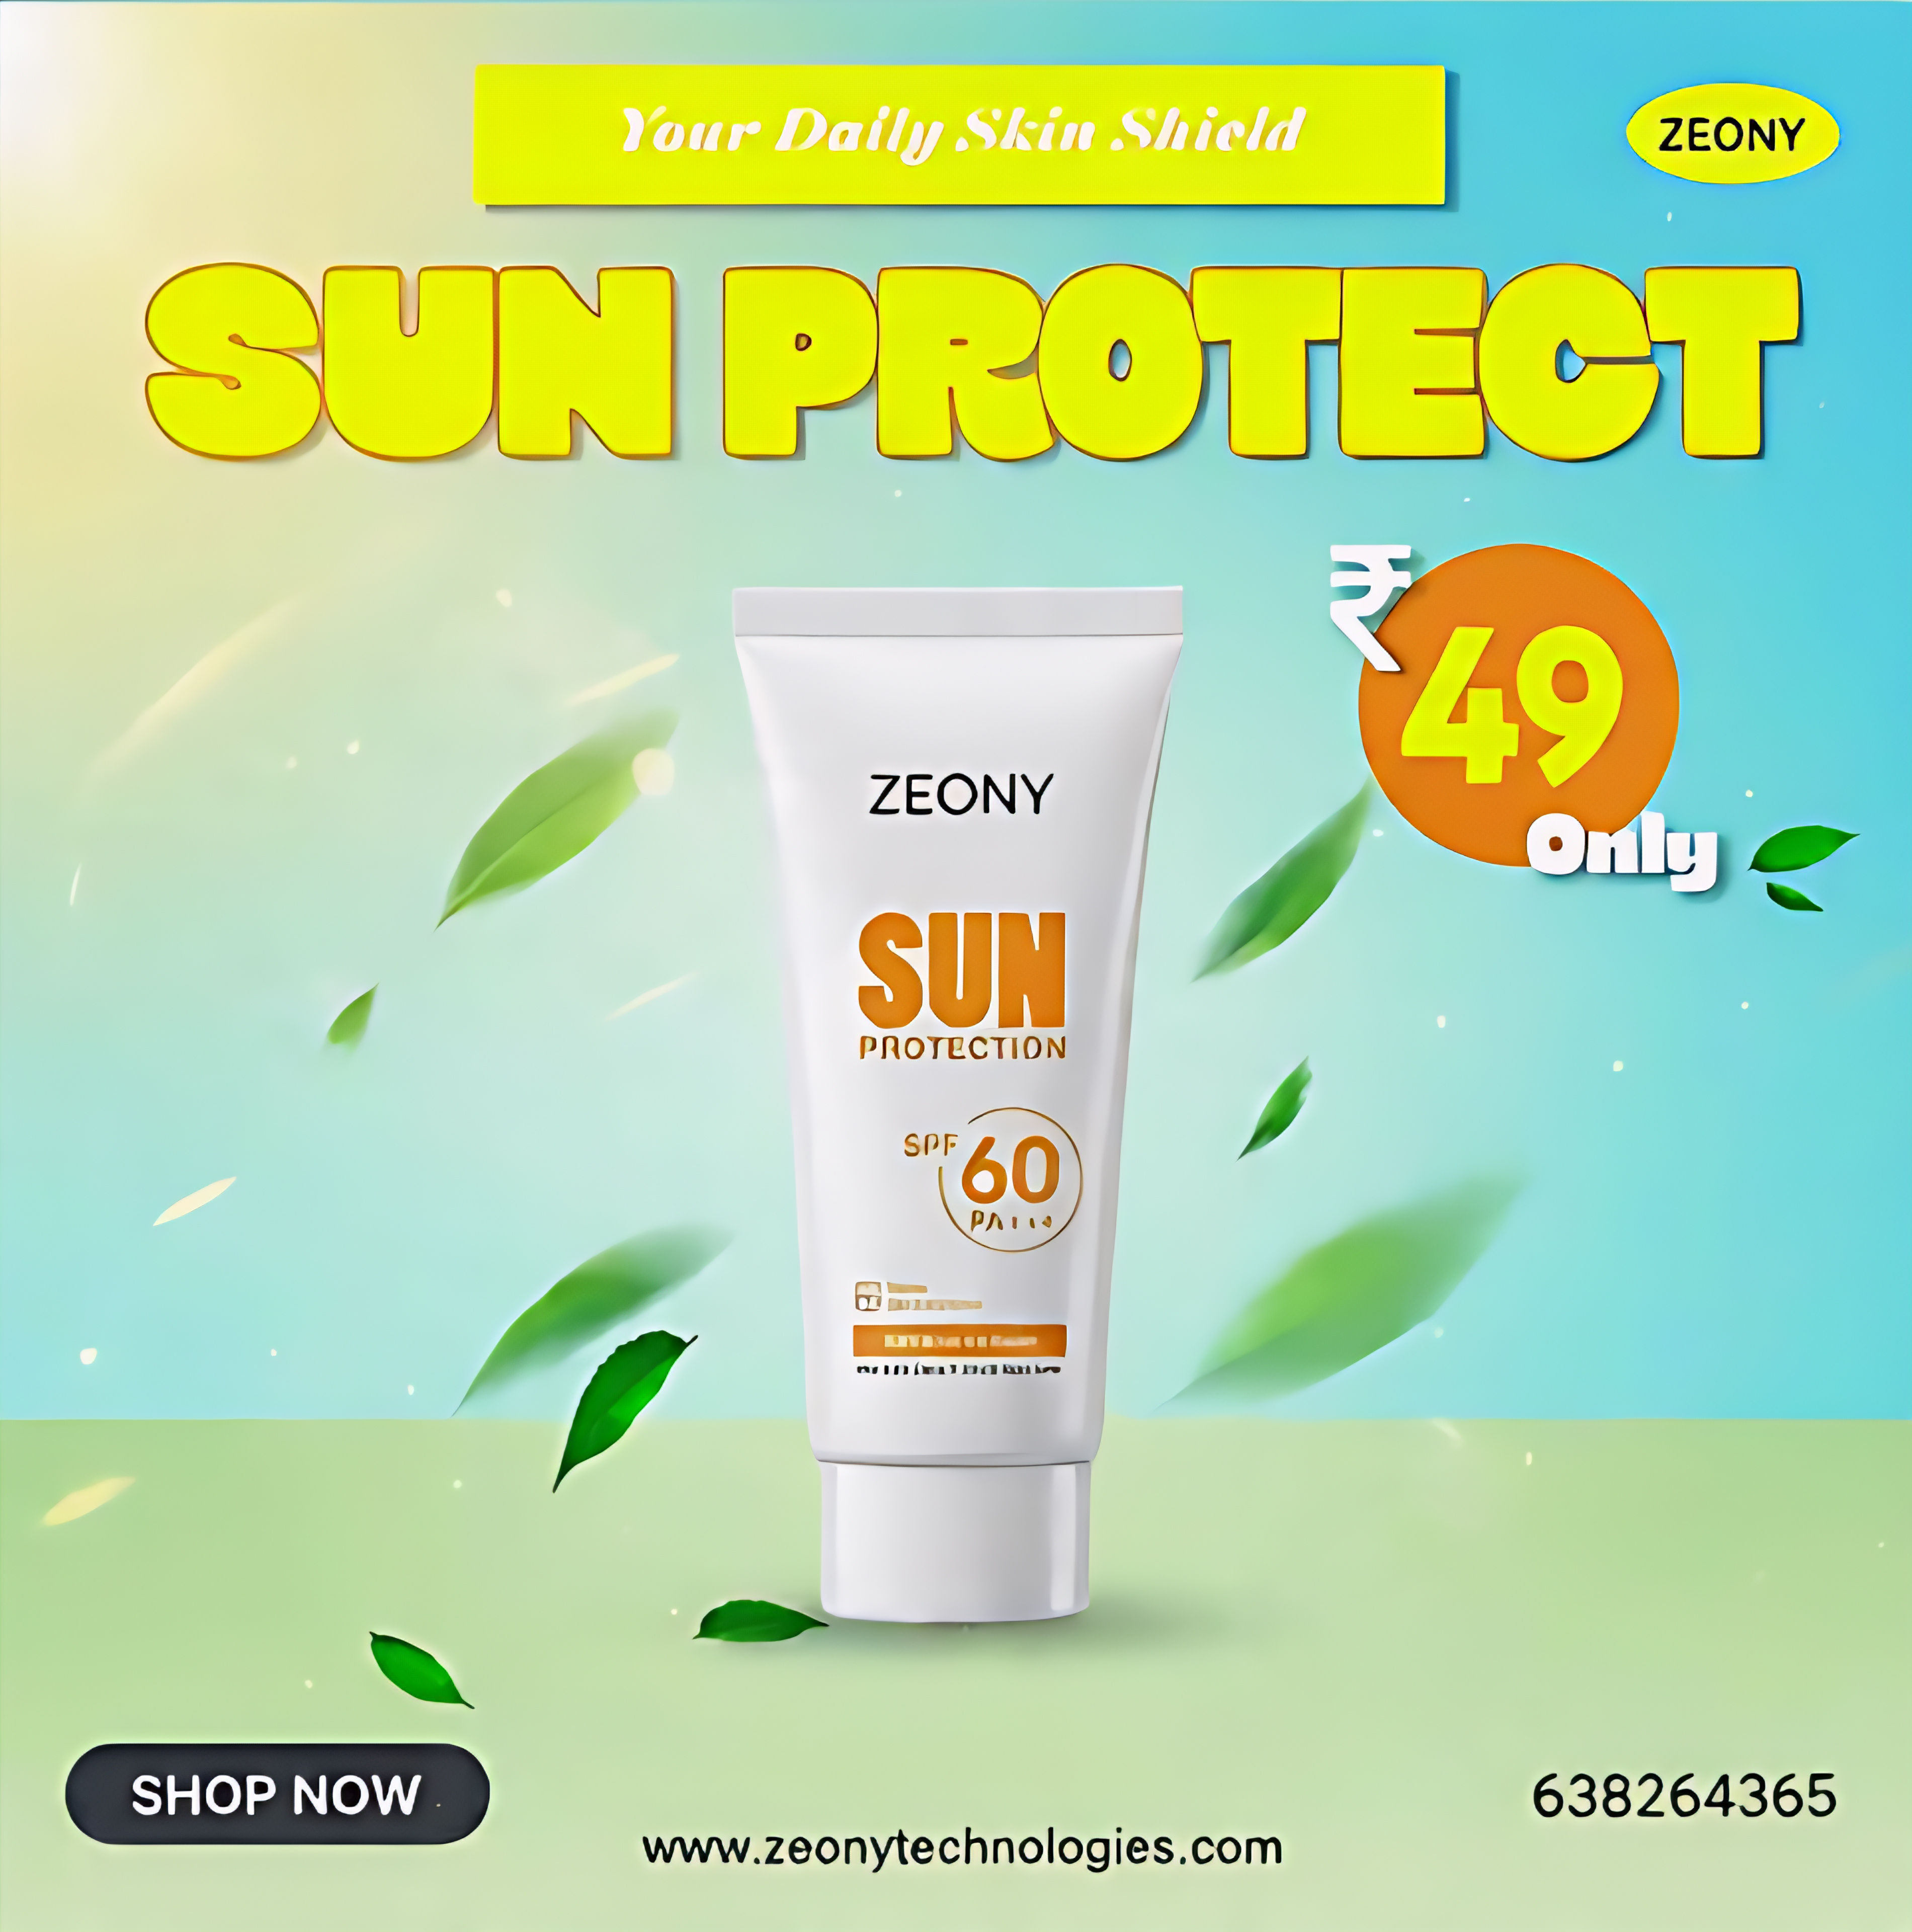 Your Daily Skin Shield
ZEONY
SUN PROTECT
₹
49
Only
ZEONY
SUN
PROTECTION
SPF
60
SHOP NOW
638264365
www.zeonytechnologies.com